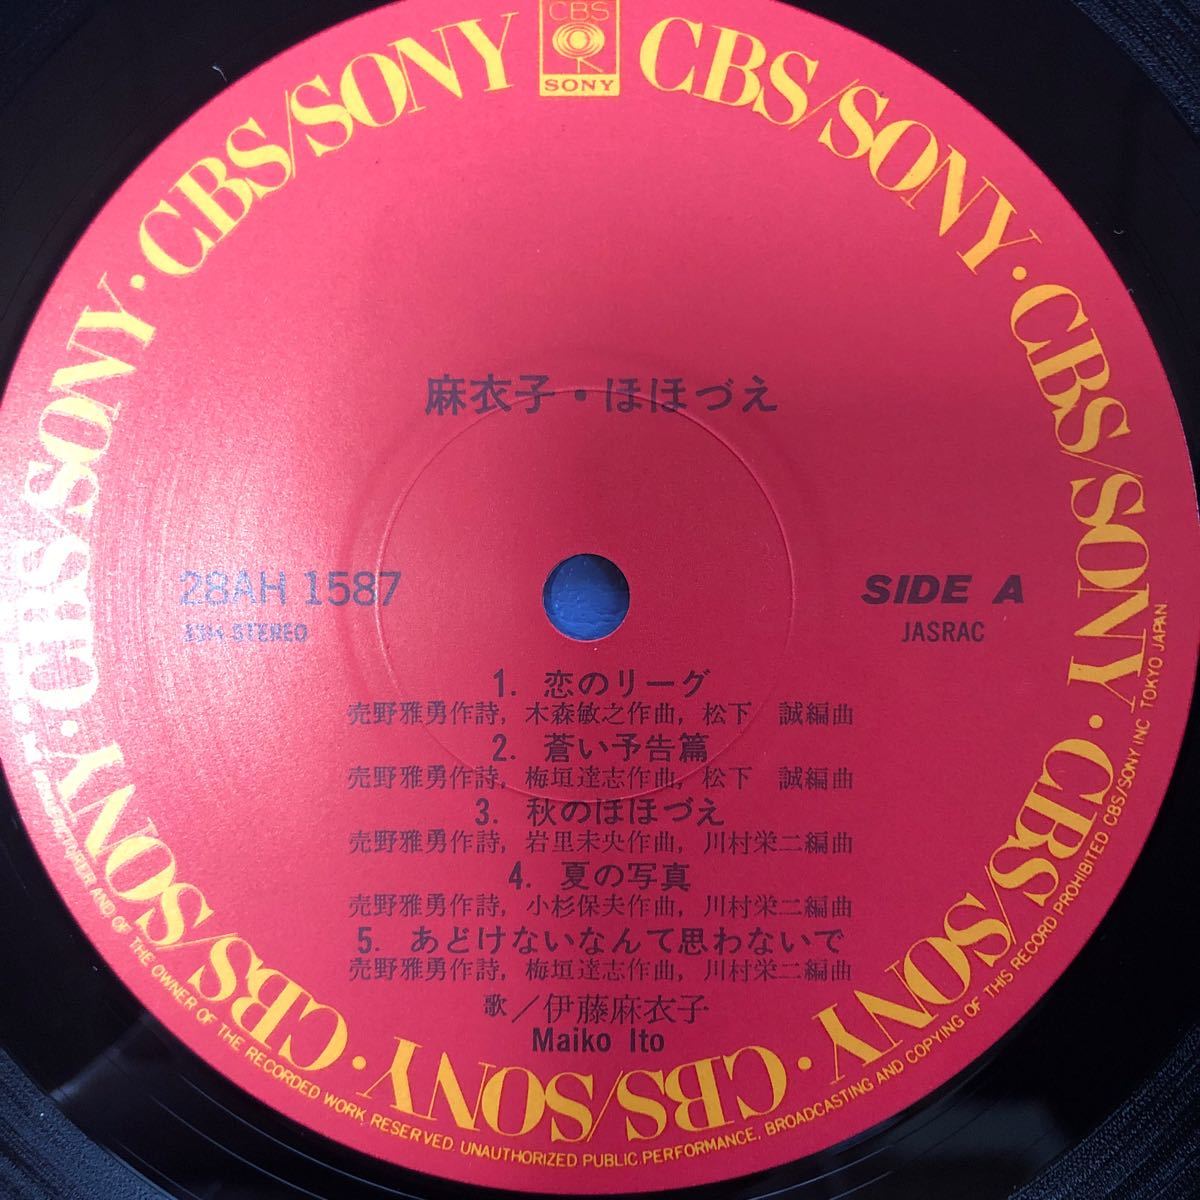 CBS
SONY
CBS/SONY · CBS/SONY · CBS/SONY · CBS/SONY · CBS/SONY · CBS/SONY · CBS/SONY · CBS/SONY · CBS/SONY
麻衣子・ほほづえ
28AH 1587
33⅓ STEREO
SIDE A
JASRAC
1. 恋のリーグ
売野雅勇作詩, 木森敏之作曲, 松下 誠編曲
2. 蒼い予告篇
売野雅勇作詩, 梅垣達志作曲, 松下 誠編曲
3. 秋のほほづえ
売野雅勇作詩, 岩里未央作曲, 川村栄二編曲
4. 夏の写真
売野雅勇作詩, 小杉保夫作曲, 川村栄二編曲
5. あどけないなんて思わないで
売野雅勇作詩, 梅垣達志作曲, 川村栄二編曲
歌／伊藤麻衣子
Maiko Ito
AND OF THE OWNER OF THE RECORDED WORK RESERVED. UNAUTHORIZED PUBLIC PERFORMANCE, BROADCASTING AND COPYING OF THIS RECORD PROHIBITED CBS/SONY INC TOKYO JAPAN